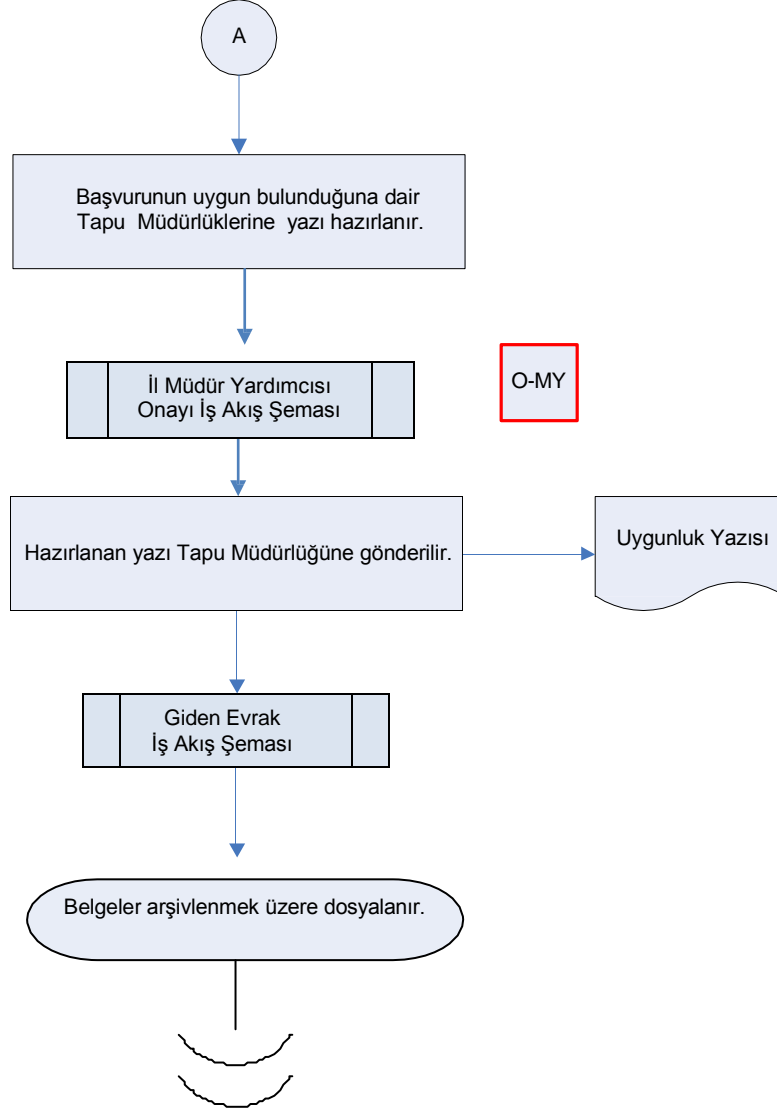 A
Başvurunun uygun bulunduğuna dair
Tapu Müdürlüklerine yazı hazırlanır.
İl Müdür Yardımcısı
Onayı İş Akış Şeması
O-MY
Hazırlanan yazı Tapu Müdürlüğüne gönderilir.
Uygunluk Yazısı
Giden Evrak
İş Akış Şeması
Belgeler arşivlenmek üzere dosyalanır.